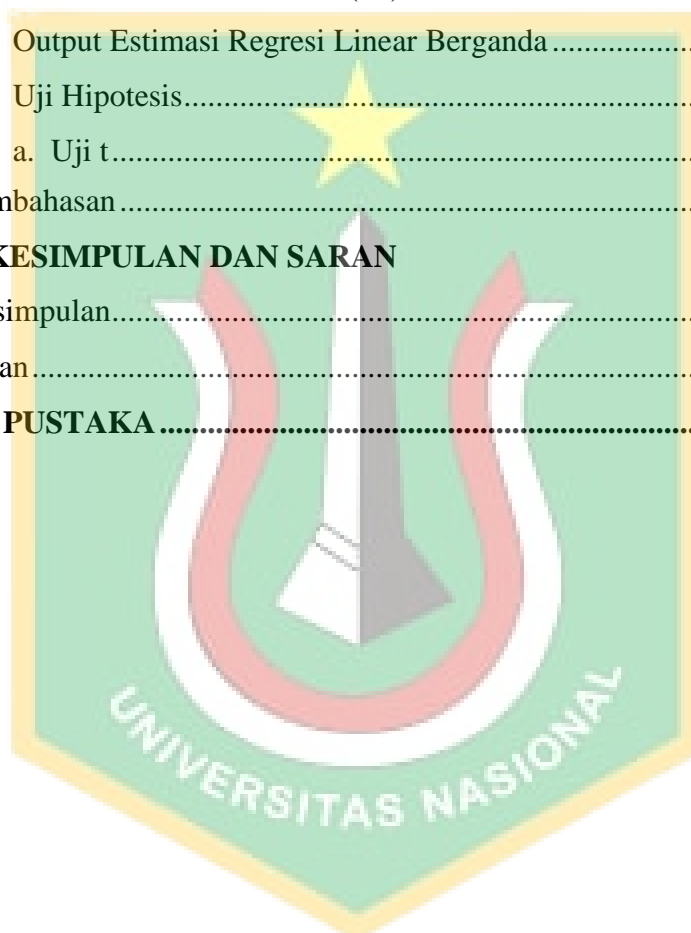 Output Estimasi Regresi Linear Berganda ..................
Uji Hipotesis...............................................................
a. Uji t.........................................................................
mbahasan .......................................................................
KESIMPULAN DAN SARAN
simpulan.........................................................................
an....................................................................................
PUSTAKA ....................................................................
UNIVERSITAS NASIONAL